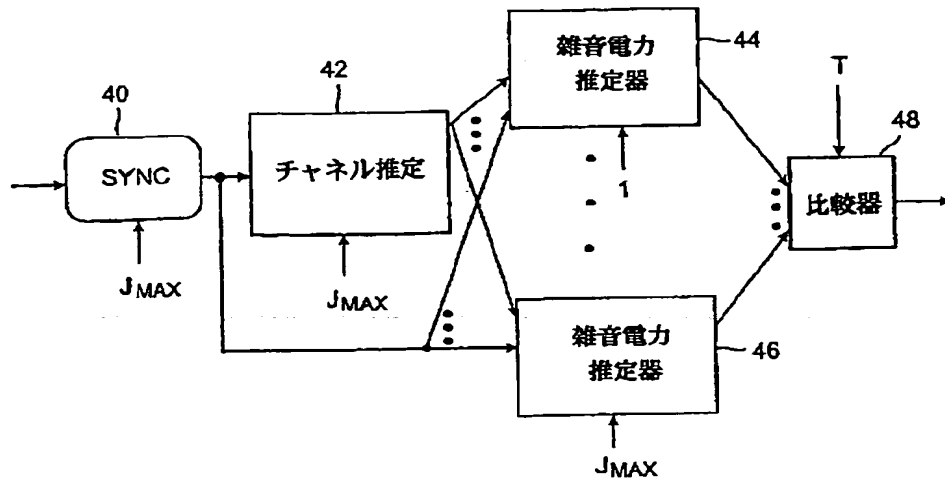 40
SYNC
JMAX
42
チャネル推定
JMAX
雑音電力
推定器
44
1
雑音電力
推定器
46
JMAX
T
48
比較器